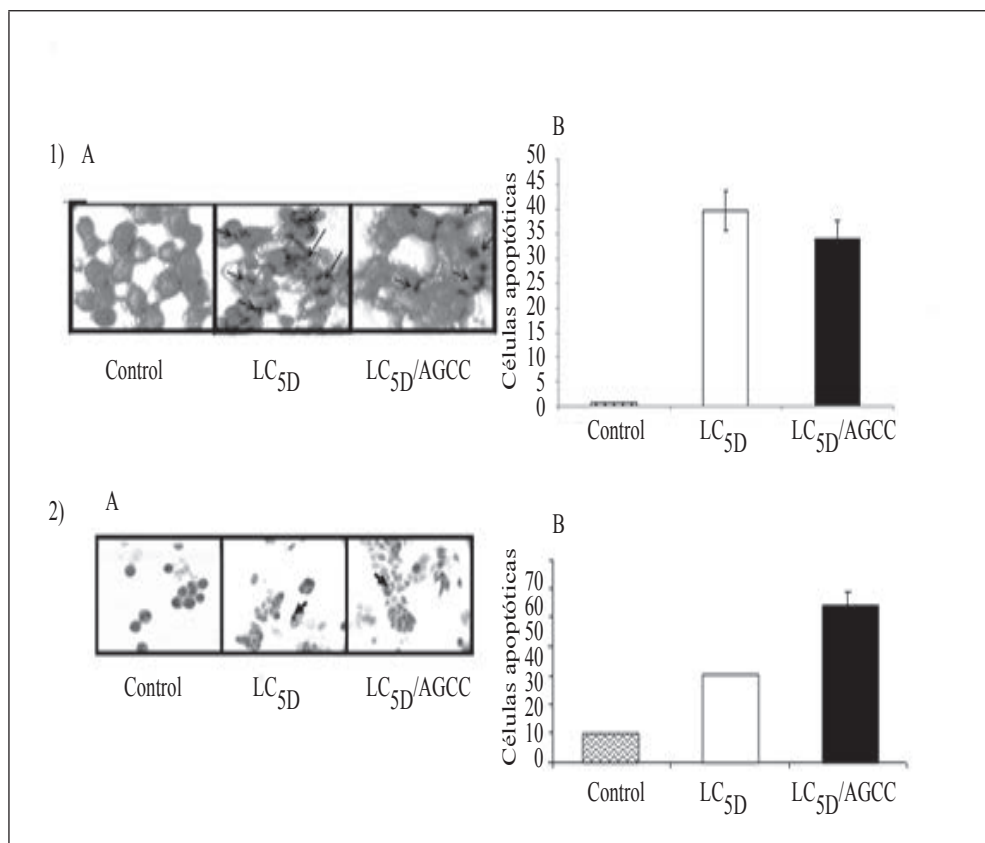 1) A
Control LC5D LC5D/AGCC
B
Células apoptóticas
50
45
40
35
30
25
20
15
10
5
0
Control LC5D LC5D/AGCC
2) A
Control LC5D LC5D/AGCC
B
Células apoptóticas
70
60
50
40
30
20
10
0
Control LC5D LC5D/AGCC